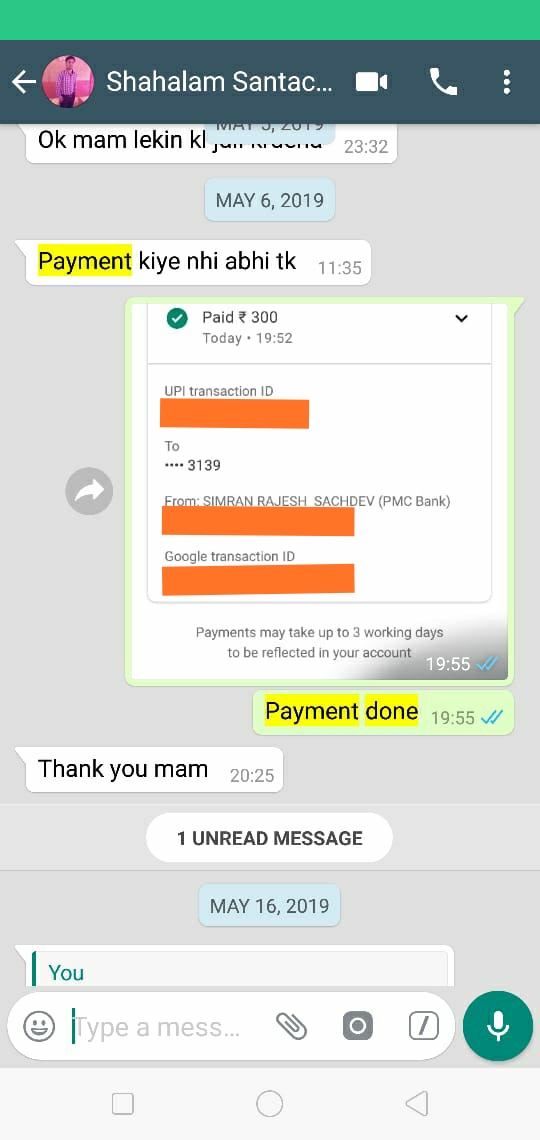 Shahalam Santac...
MAY 5, 2019
Ok mam lekin kl 23:32
MAY 6, 2019
Payment kiye nhi abhi tk 11:35
Paid ₹ 300
Today • 19:52
UPI transaction ID
To
•••• 3139
From: SIMRAN RAJESH SACHDEV (PMC Bank)
Google transaction ID
Payments may take up to 3 working days
to be reflected in your account
19:55
Payment done 19:55
Thank you mam 20:25
1 UNREAD MESSAGE
MAY 16, 2019
You
Type a mess...